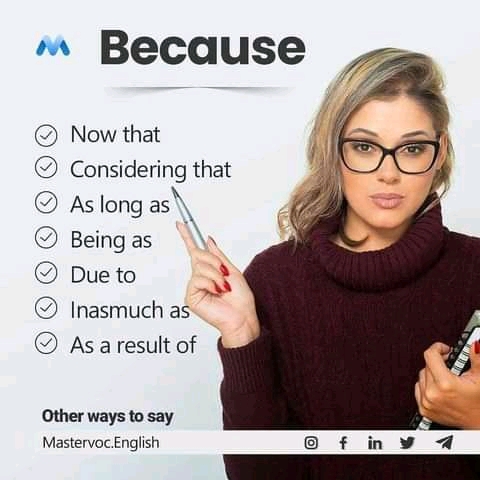 Because
Now that
Considering that
As long as
Being as
Due to
Inasmuch as
As a result of
Other ways to say
Mastervoc.English